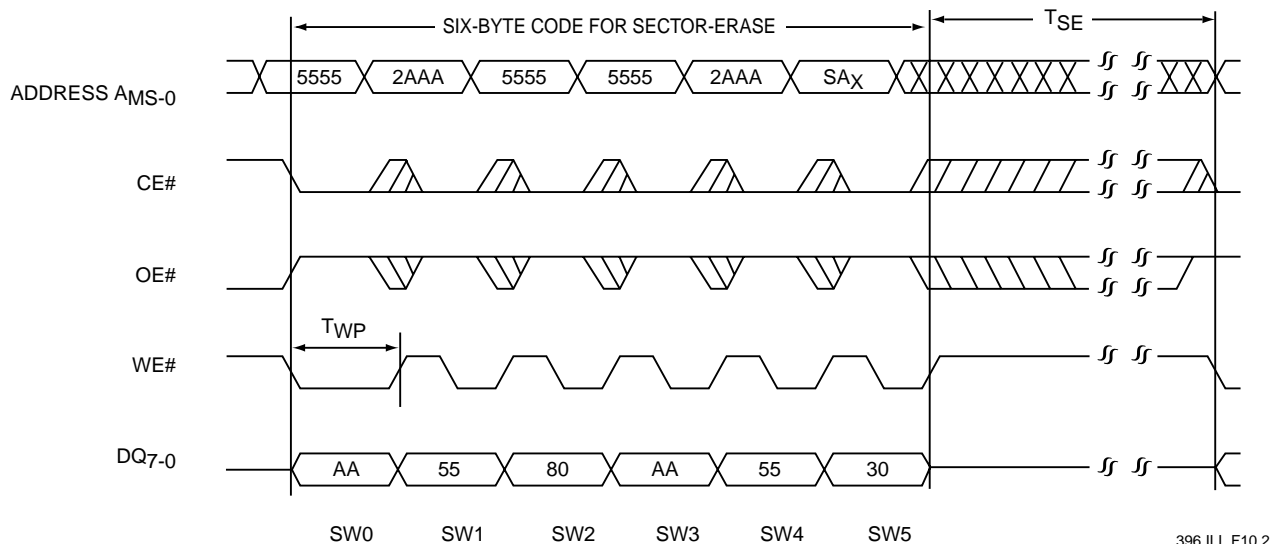 SIX-BYTE CODE FOR SECTOR-ERASE
TSE
ADDRESS AMS-0
5555 2AAA 5555 5555 2AAA SAX
CE#
OE#
TWP
WE#
DQ7-0
AA 55 80 AA 55 30
SW0 SW1 SW2 SW3 SW4 SW5
396 ILL F10.2